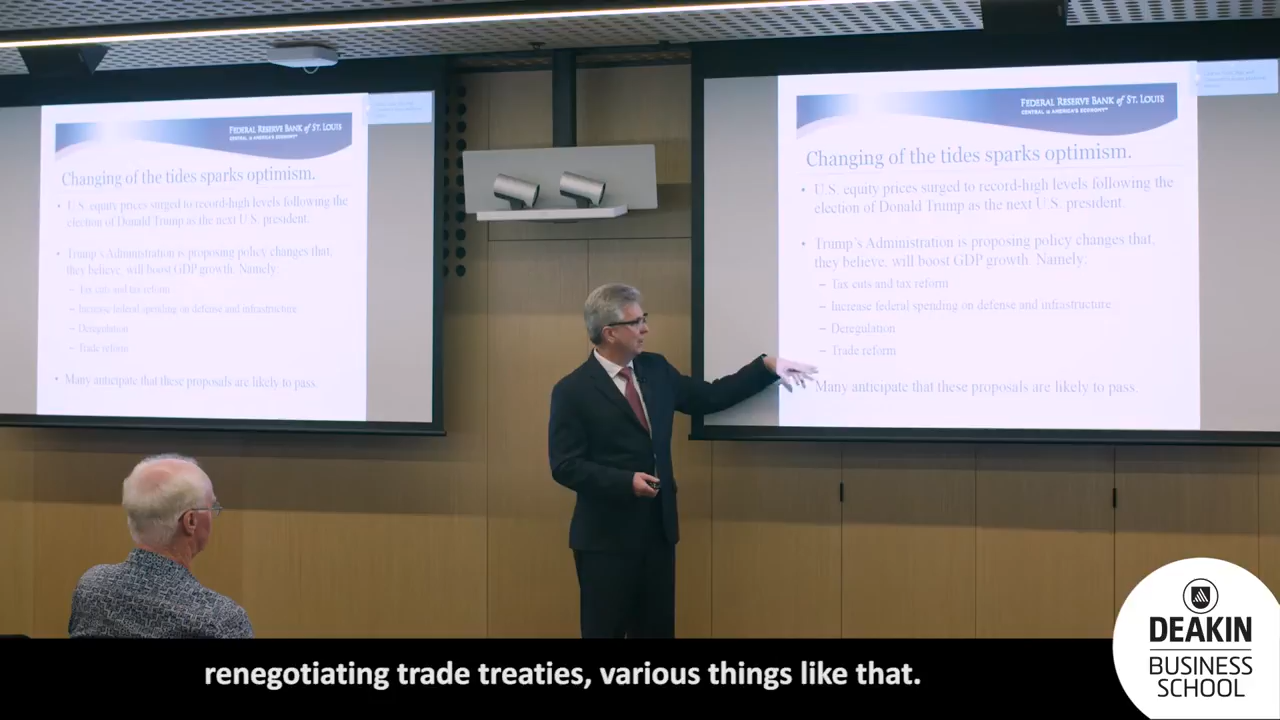 FEDERAL RESERVE BANK of ST. LOUIS
CENTRAL to AMERICA'S ECONOMY
Changing of the tides sparks optimism.
• U.S. equity prices surged to record-high levels following the
election of Donald Trump as the next U.S. president.
• Trump's Administration is proposing policy changes that,
they believe, will boost GDP growth. Namely:
– Tax cuts and tax reform
– Increase federal spending on defense and infrastructure
– Deregulation
– Trade reform
• Many anticipate that these proposals are likely to pass.
FEDERAL RESERVE BANK of ST. LOUIS
CENTRAL to AMERICA'S ECONOMY
Changing of the tides sparks optimism.
• U.S. equity prices surged to record-high levels following the
election of Donald Trump as the next U.S. president.
• Trump's Administration is proposing policy changes that,
they believe, will boost GDP growth. Namely:
– Tax cuts and tax reform
– Increase federal spending on defense and infrastructure
– Deregulation
– Trade reform
Many anticipate that these proposals are likely to pass.
renegotiating trade treaties, various things like that.
DEAKIN
BUSINESS
SCHOOL